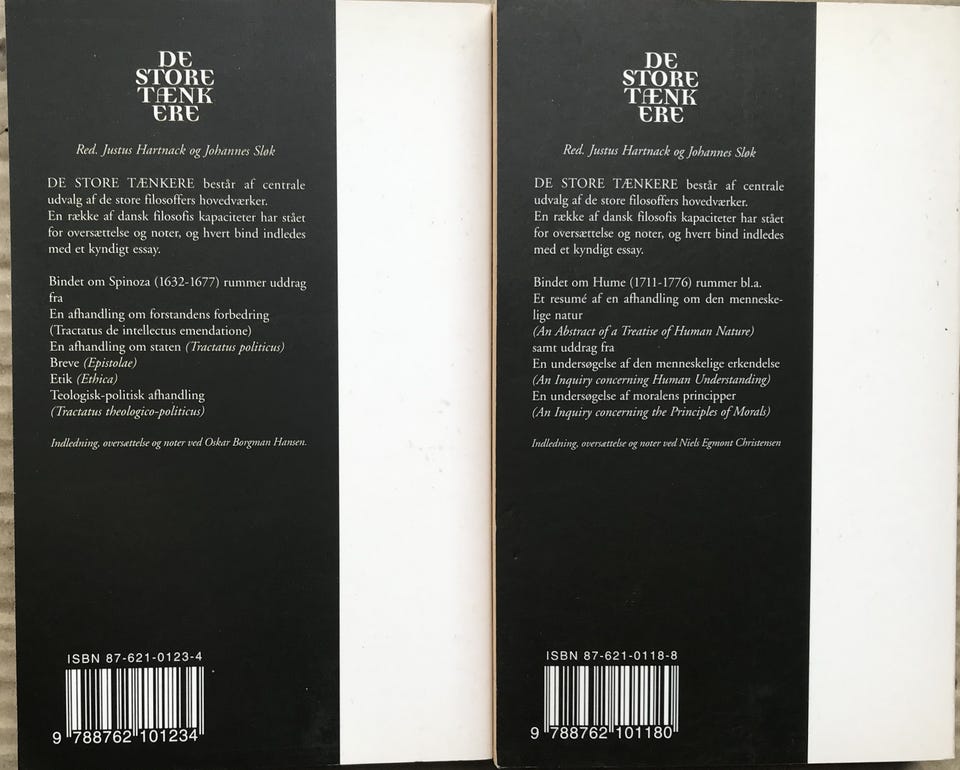 DE
STORE
TÆNK
ERE
Red. Justus Hartnack og Johannes Sløk
DE STORE TÆNKERE består af centrale
udvalg af de store filosoffers hovedværker.
En række af dansk filosofis kapaciteter har stået
for oversættelse og noter, og hvert bind indledes
med et kyndigt essay.
Bindet om Spinoza (1632-1677) rummer uddrag
fra
En afhandling om forstandens forbedring
(Tractatus de intellectus emendatione)
En afhandling om staten (Tractatus politicus)
Breve (Epistolae)
Etik (Ethica)
Teologisk-politisk afhandling
(Tractatus theologico-politicus)
Indledning, oversættelse og noter ved Oskar Borgman Hansen.
ISBN 87-621-0123-4
9 788762 101234
DE
STORE
TÆNK
ERE
Red. Justus Hartnack og Johannes Sløk
DE STORE TÆNKERE består af centrale
udvalg af de store filosoffers hovedværker.
En række af dansk filosofis kapaciteter har stået
for oversættelse og noter, og hvert bind indledes
med et kyndigt essay.
Bindet om Hume (1711-1776) rummer bl.a.
Et resumé af en afhandling om den menneske-
lige natur
(An Abstract of a Treatise of Human Nature)
samt uddrag fra
En undersøgelse af den menneskelige erkendelse
(An Inquiry concerning Human Understanding)
En undersøgelse af moralens principper
(An Inquiry concerning the Principles of Morals)
Indledning, oversættelse og noter ved Niels Egmont Christensen
ISBN 87-621-0118-8
9 788762 101180